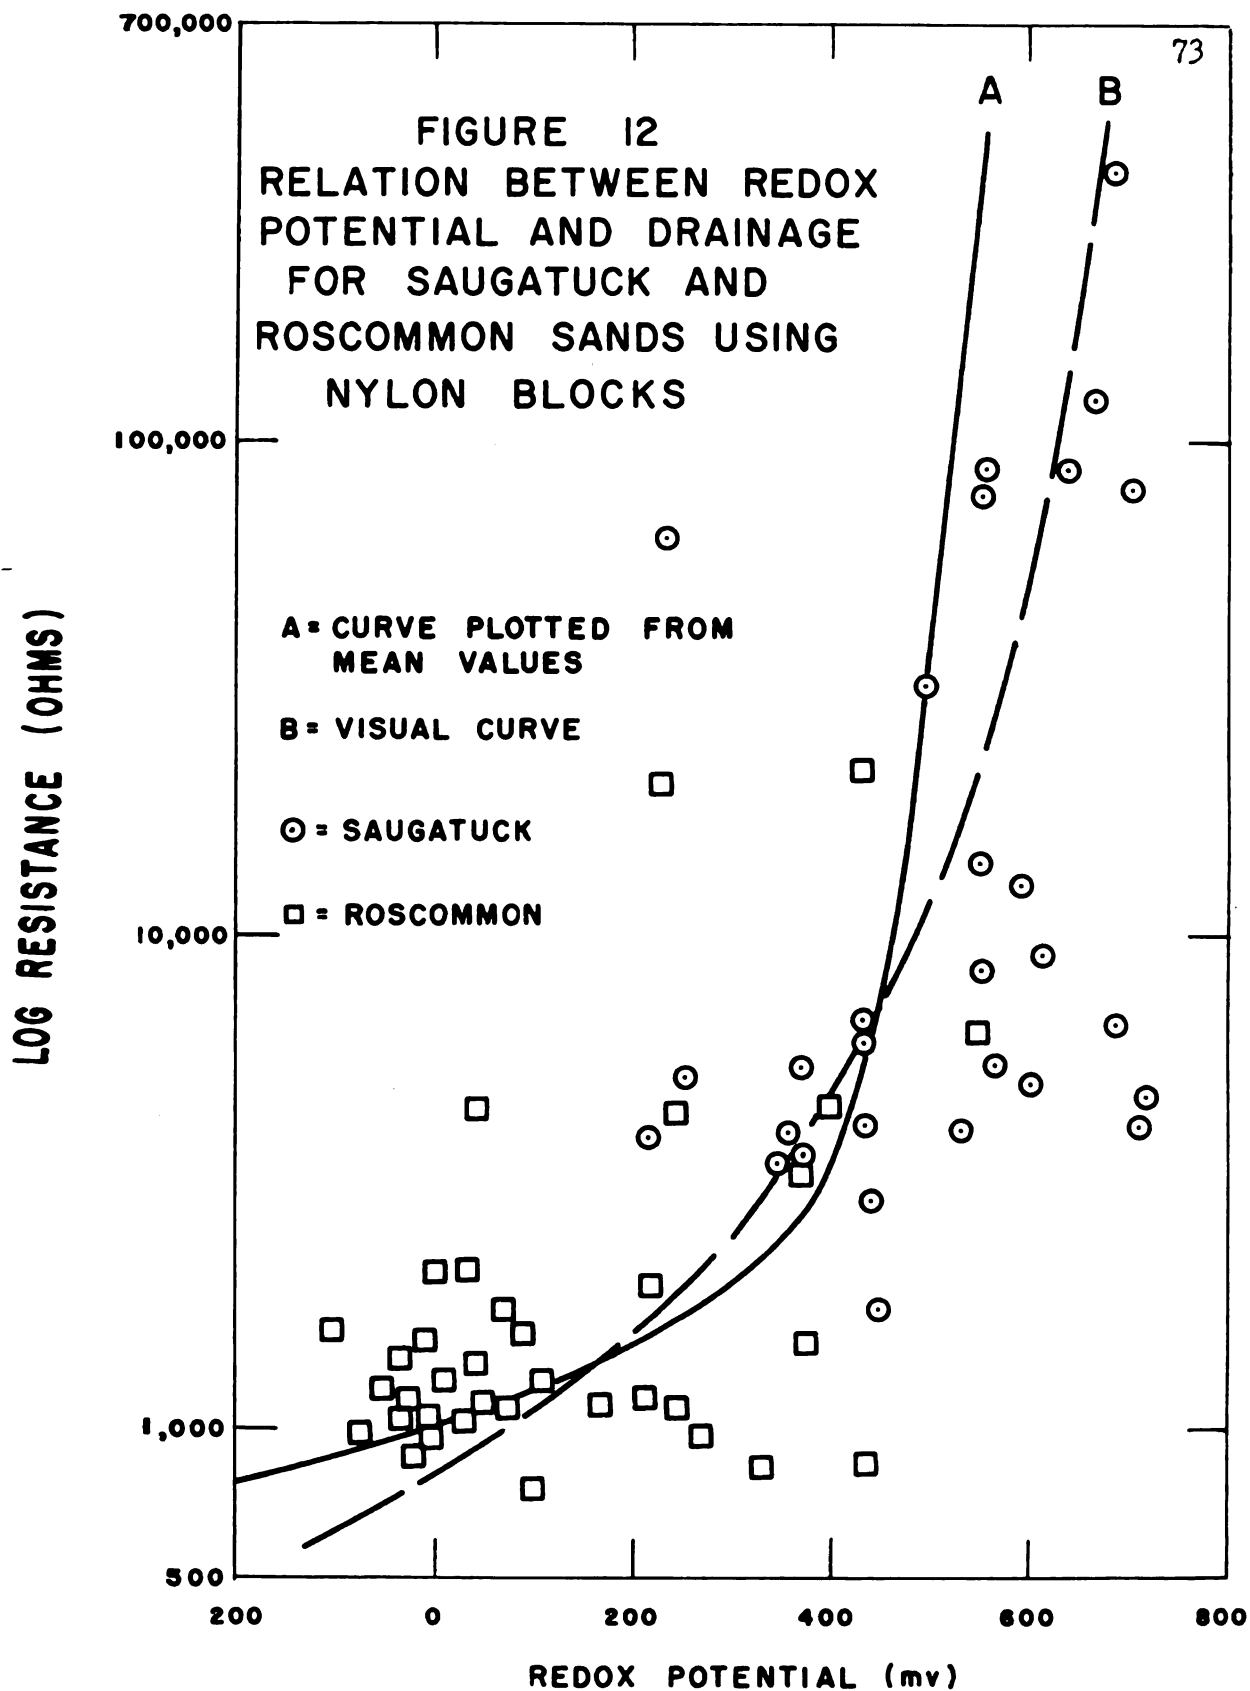 700,000
73
A B
FIGURE 12
RELATION BETWEEN REDOX
POTENTIAL AND DRAINAGE
FOR SAUGATUCK AND
ROSCOMMON SANDS USING
NYLON BLOCKS
100,000
A = CURVE PLOTTED FROM
MEAN VALUES
B = VISUAL CURVE
⊙ = SAUGATUCK
□ = ROSCOMMON
10,000
LOG RESISTANCE (OHMS)
1,000
500
200 0 200 400 600 800
REDOX POTENTIAL (mv)